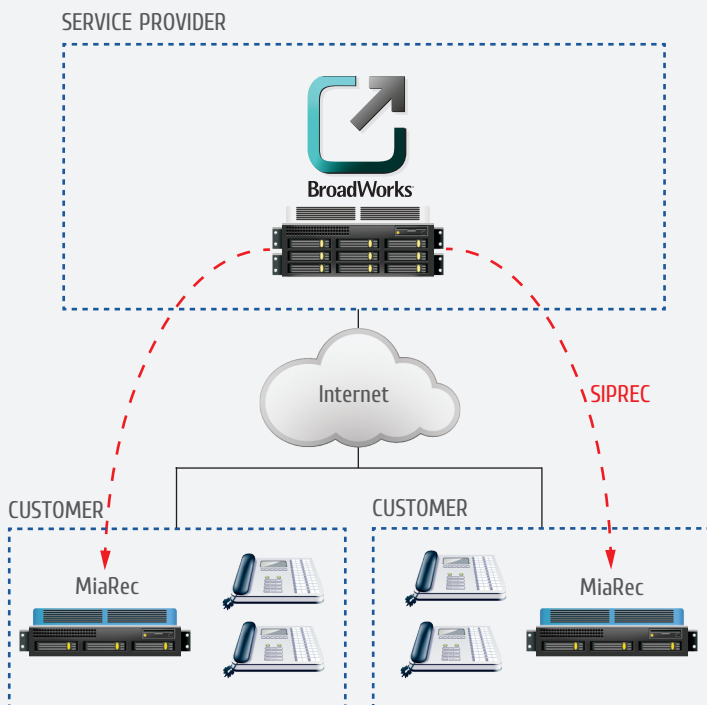 SERVICE PROVIDER
BroadWorks
Internet
SIPREC
CUSTOMER
CUSTOMER
MiaRec
MiaRec